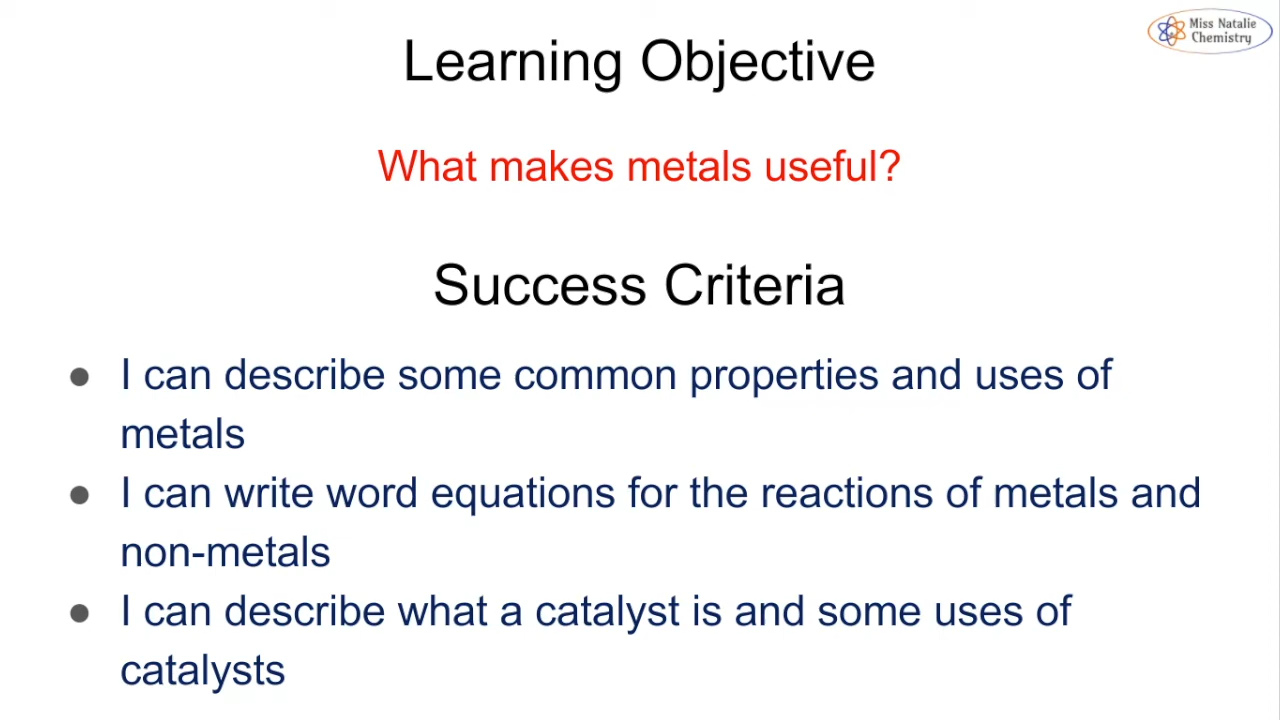 Miss Natalie
Chemistry
Learning Objective
What makes metals useful?
Success Criteria
● I can describe some common properties and uses of
metals
● I can write word equations for the reactions of metals and
non-metals
● I can describe what a catalyst is and some uses of
catalysts